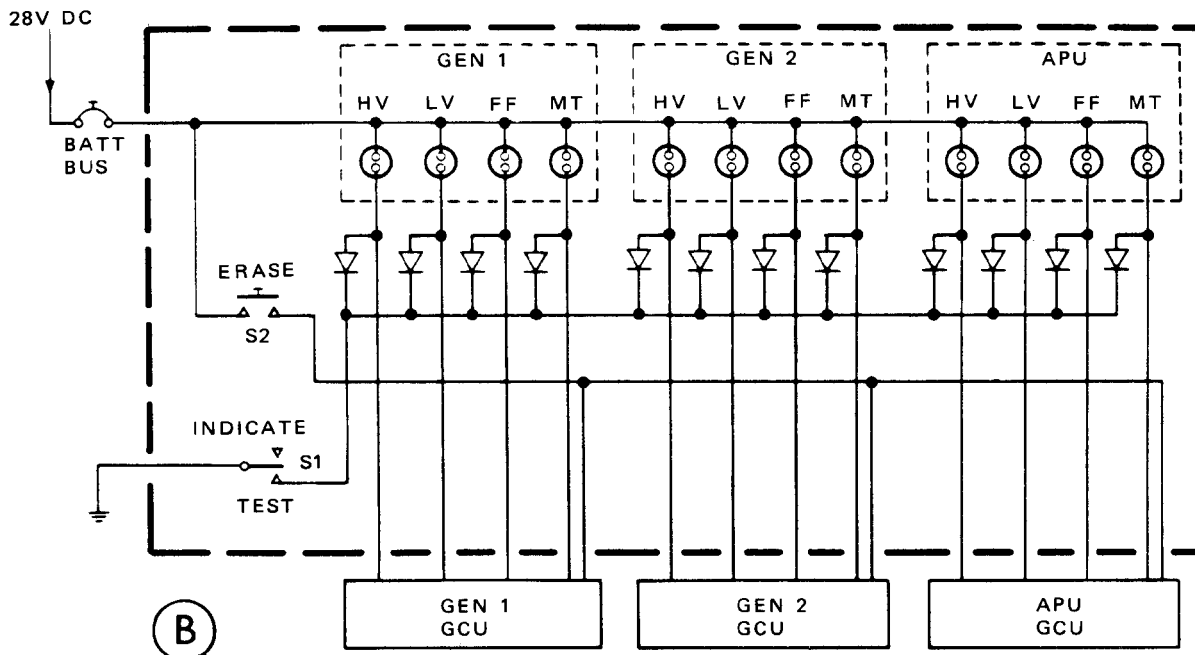 28V DC
BATT
BUS
GEN 1
HV LV FF MT
GEN 2
HV LV FF MT
APU
HV LV FF MT
ERASE
S2
INDICATE
S1
TEST
GEN 1
GCU
GEN 2
GCU
APU
GCU
B